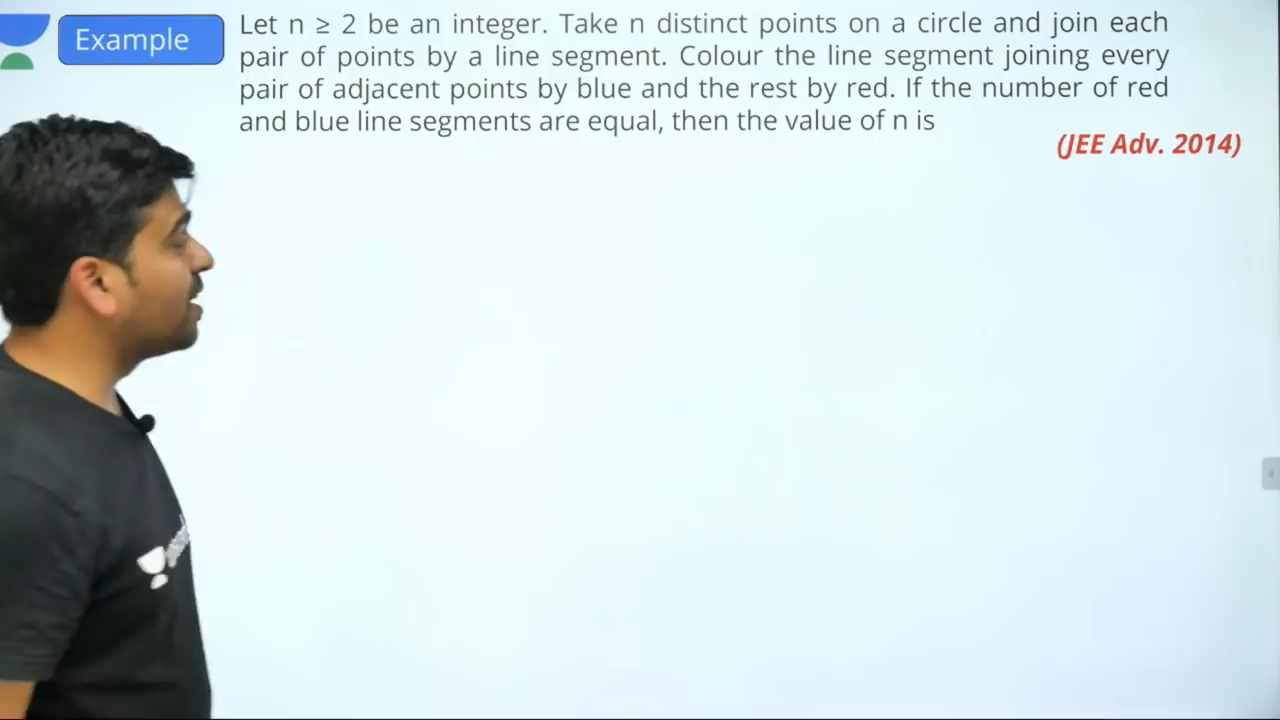 Example
Let n ≥ 2 be an integer. Take n distinct points on a circle and join each
pair of points by a line segment. Colour the line segment joining every
pair of adjacent points by blue and the rest by red. If the number of red
and blue line segments are equal, then the value of n is
(JEE Adv. 2014)